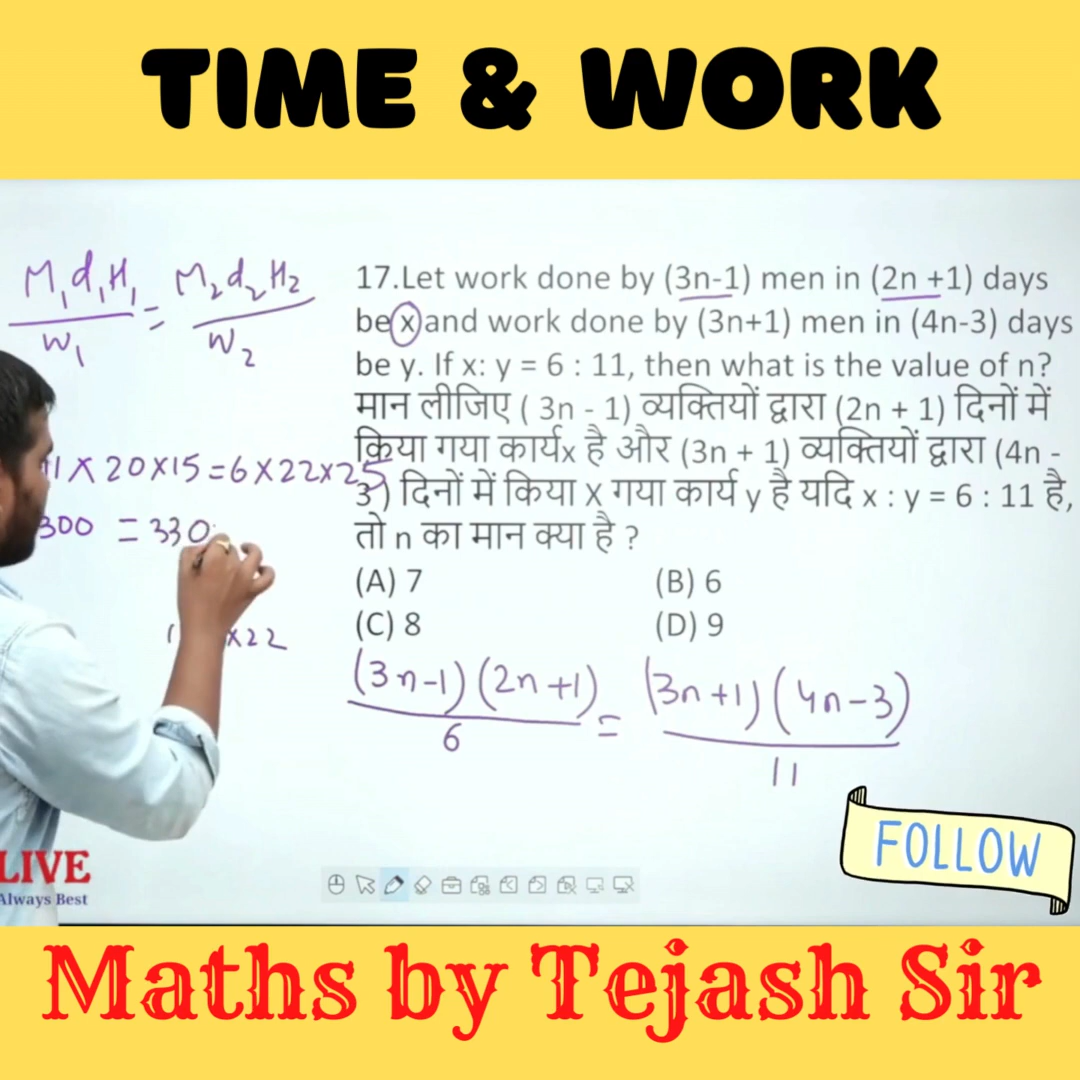 TIME & WORK
M₁d₁H₁ / W₁ = M₂d₂H₂ / W₂
17.Let work done by (3n-1) men in (2n +1) days
be x and work done by (3n+1) men in (4n-3) days
be y. If x: y = 6 : 11, then what is the value of n?
मान लीजिए ( 3n - 1) व्यक्तियों द्वारा (2n + 1) दिनों में
किया गया कार्यx है और (3n + 1) व्यक्तियों द्वारा (4n -
3 ) दिनों में किया X गया कार्य y है यदि x : y = 6 : 11 है,
तो n का मान क्या है ?
(A) 7 (B) 6
(C) 8 (D) 9
1×20×15=6×22×25
300 = 330
×22
(3n-1)(2n+1) / 6 = (3n+1)(4n-3) / 11
FOLLOW
LIVE
Always Best
Maths by Tejash Sir